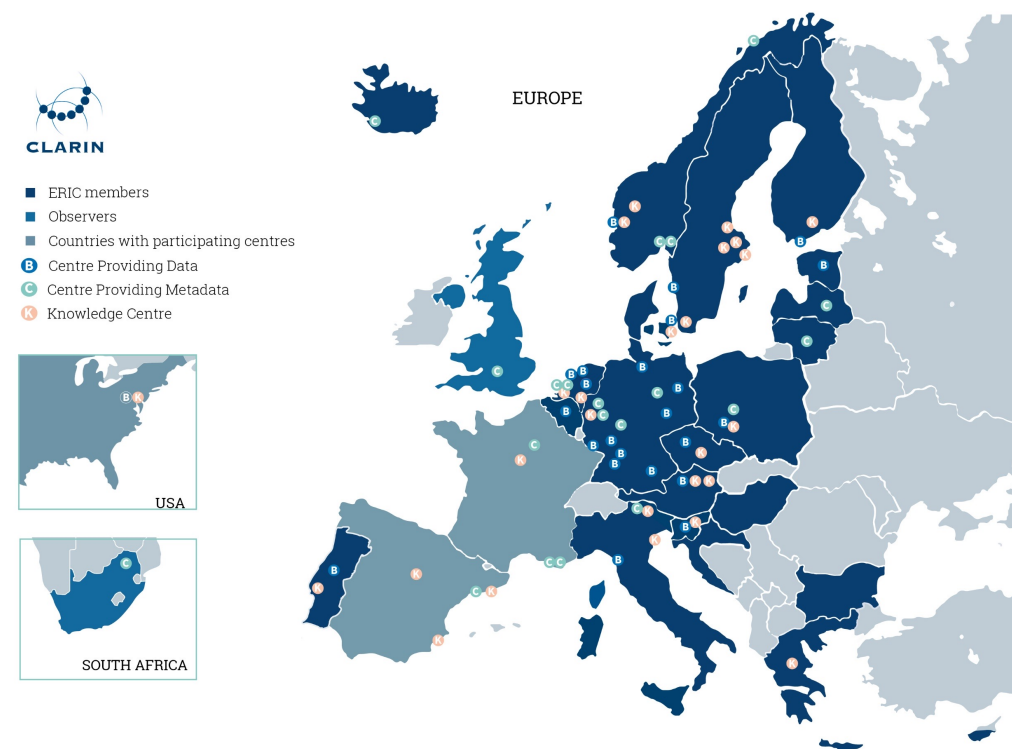 EUROPE
CLARIN
ERIC members
Observers
Countries with participating centres
B Centre Providing Data
C Centre Providing Metadata
K Knowledge Centre
C
C
K
B K
C C
K
K K
K
K
B
B
C
C
B
B K
K
C
B K
USA
C
SOUTH AFRICA
B
B B
C C B
K K
B
C B
C
K C B
C
B B
B
B
B
C
B K
B
K
B K K
C K
B K
K
B
C
K
C C
K
C K
K
B
K
K